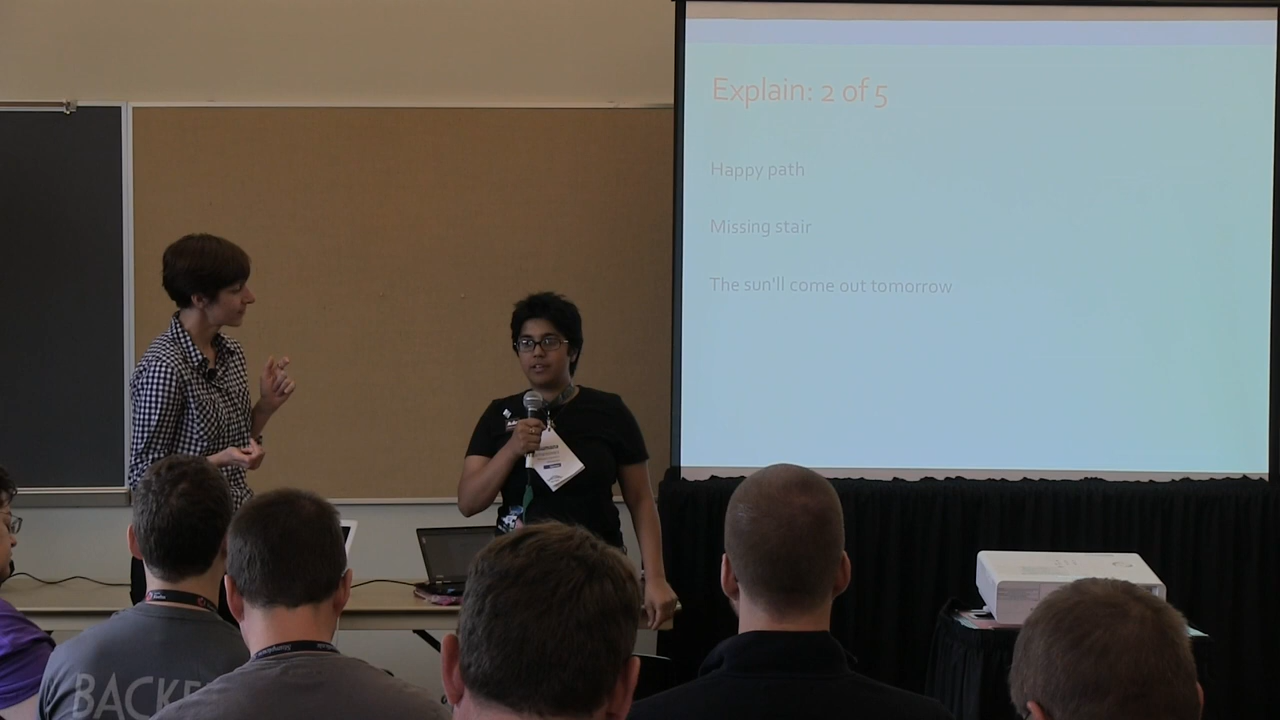 Explain: 2 of 5
Happy path
Missing stair
The sun'll come out tomorrow
BACKE